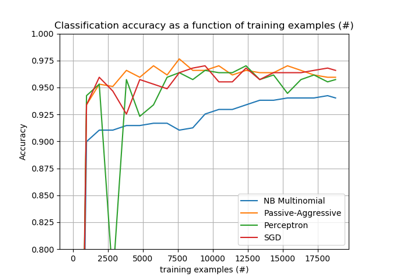 Classification accuracy as a function of training examples (#)
1.000
0.975
0.950
0.925
0.900
0.875
0.850
0.825
0.800
Accuracy
NB Multinomial
Passive-Aggressive
Perceptron
SGD
0 2500 5000 7500 10000 12500 15000 17500
training examples (#)